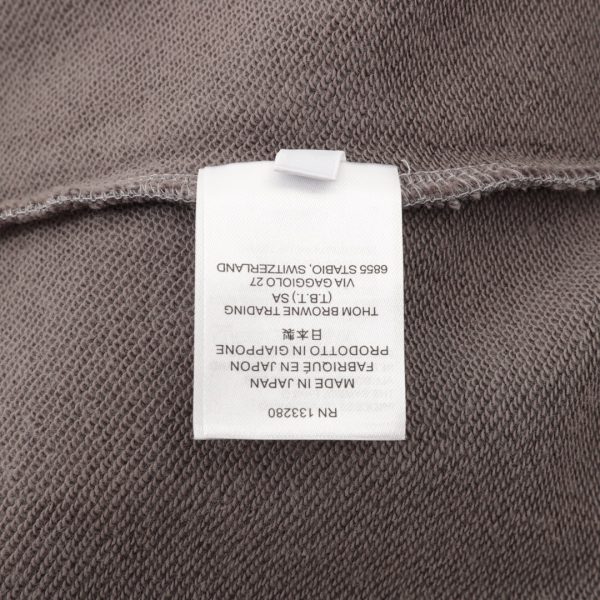 RN 133280
MADE IN JAPAN
FABRIQUÉ EN JAPON
PRODOTTO IN GIAPPONE
日本製
THOM BROWNE TRADING
(T.B.T.) SA
VIA GAGGIOLO 27
6855 STABIO, SWITZERLAND